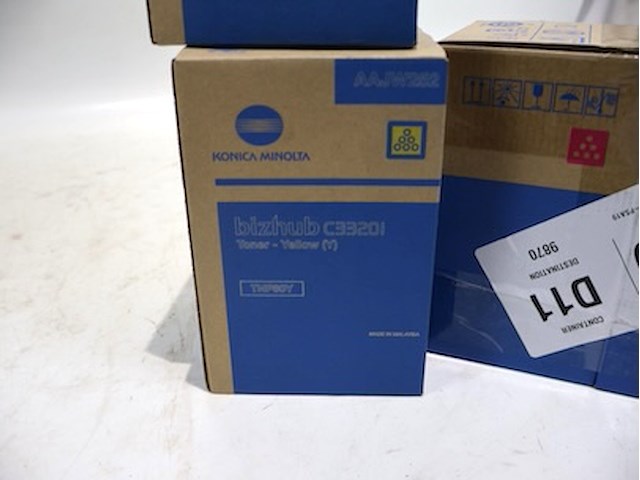 AAJW252
KONICA MINOLTA
bizhub C3320i
Toner - Yellow (Y)
TNP80Y
MADE IN MALAYSIA
CONTAINER
D11
DESTINATION
9870